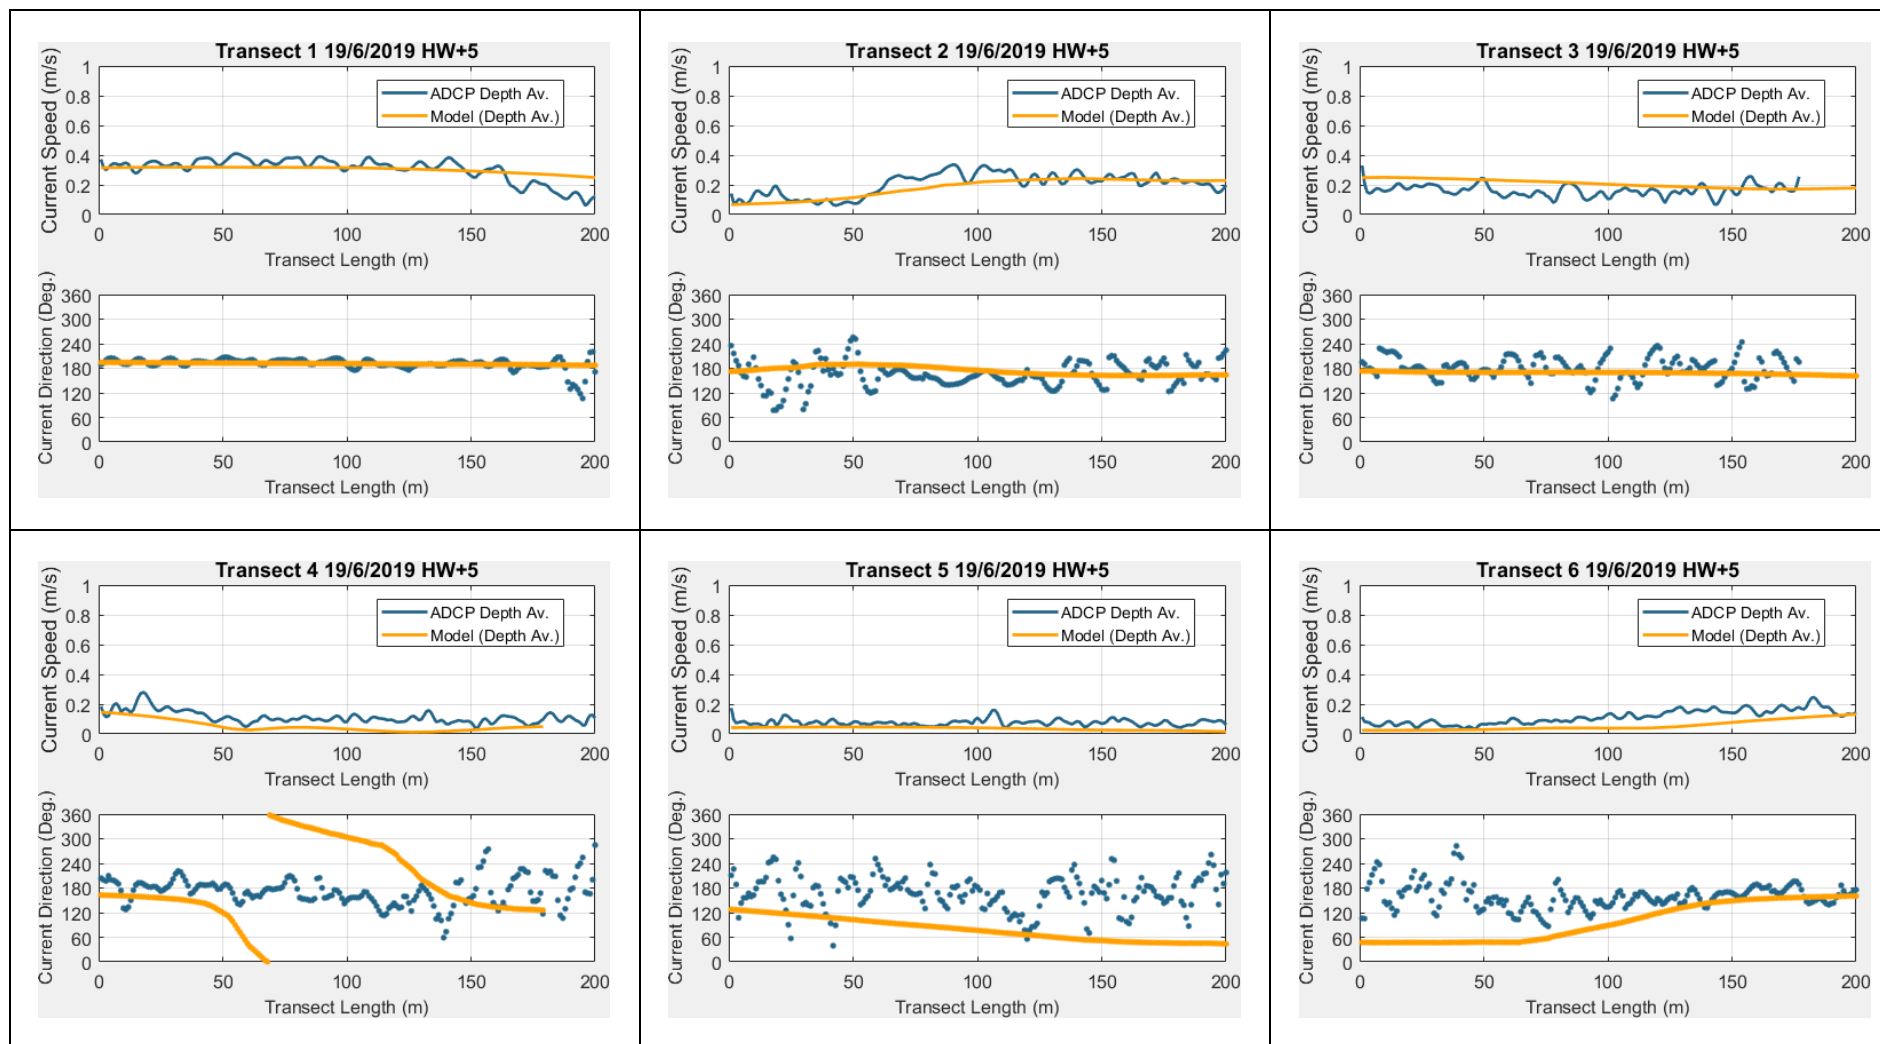 Transect 1 19/6/2019 HW+5
Current Speed (m/s)
1
0.8
0.6
0.4
0.2
0
ADCP Depth Av.
Model (Depth Av.)
0 50 100 150 200
Transect Length (m)
Current Direction (Deg.)
360
300
240
180
120
60
0
0 50 100 150 200
Transect Length (m)
Transect 2 19/6/2019 HW+5
Current Speed (m/s)
1
0.8
0.6
0.4
0.2
0
ADCP Depth Av.
Model (Depth Av.)
0 50 100 150 200
Transect Length (m)
Current Direction (Deg.)
360
300
240
180
120
60
0
0 50 100 150 200
Transect Length (m)
Transect 3 19/6/2019 HW+5
Current Speed (m/s)
1
0.8
0.6
0.4
0.2
0
ADCP Depth Av.
Model (Depth Av.)
0 50 100 150 200
Transect Length (m)
Current Direction (Deg.)
360
300
240
180
120
60
0
0 50 100 150 200
Transect Length (m)
Transect 4 19/6/2019 HW+5
Current Speed (m/s)
1
0.8
0.6
0.4
0.2
0
ADCP Depth Av.
Model (Depth Av.)
0 50 100 150 200
Transect Length (m)
Current Direction (Deg.)
360
300
240
180
120
60
0
0 50 100 150 200
Transect Length (m)
Transect 5 19/6/2019 HW+5
Current Speed (m/s)
1
0.8
0.6
0.4
0.2
0
ADCP Depth Av.
Model (Depth Av.)
0 50 100 150 200
Transect Length (m)
Current Direction (Deg.)
360
300
240
180
120
60
0
0 50 100 150 200
Transect Length (m)
Transect 6 19/6/2019 HW+5
Current Speed (m/s)
1
0.8
0.6
0.4
0.2
0
ADCP Depth Av.
Model (Depth Av.)
0 50 100 150 200
Transect Length (m)
Current Direction (Deg.)
360
300
240
180
120
60
0
0 50 100 150 200
Transect Length (m)